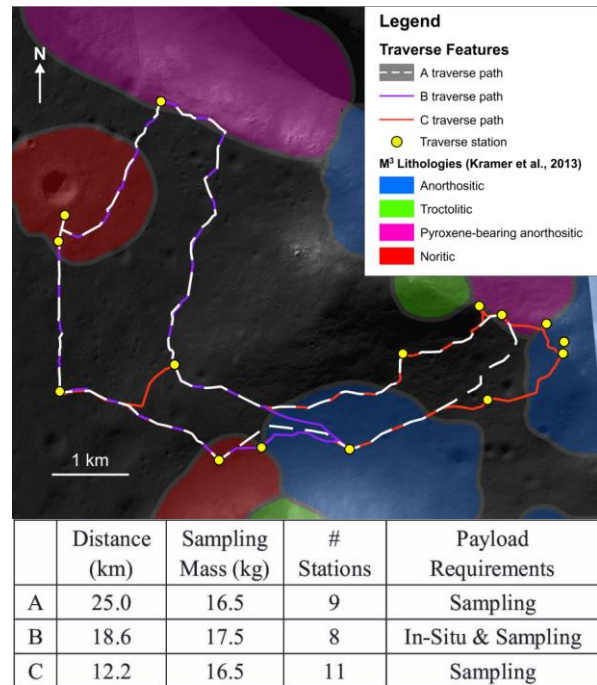 N
1 km
Legend
Traverse Features
A traverse path
B traverse path
C traverse path
Traverse station
M³ Lithologies (Kramer et al., 2013)
Anorthositic
Troctolitic
Pyroxene-bearing anorthositic
Noritic
Distance (km) Sampling Mass (kg) # Stations Payload Requirements
A 25.0 16.5 9 Sampling
B 18.6 17.5 8 In-Situ & Sampling
C 12.2 16.5 11 Sampling